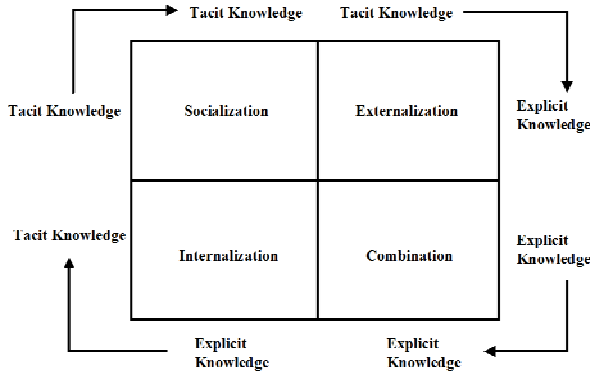 Tacit Knowledge
Tacit Knowledge
Tacit Knowledge
Socialization
Externalization
Explicit
Knowledge
Tacit Knowledge
Internalization
Combination
Explicit
Knowledge
Explicit
Knowledge
Explicit
Knowledge